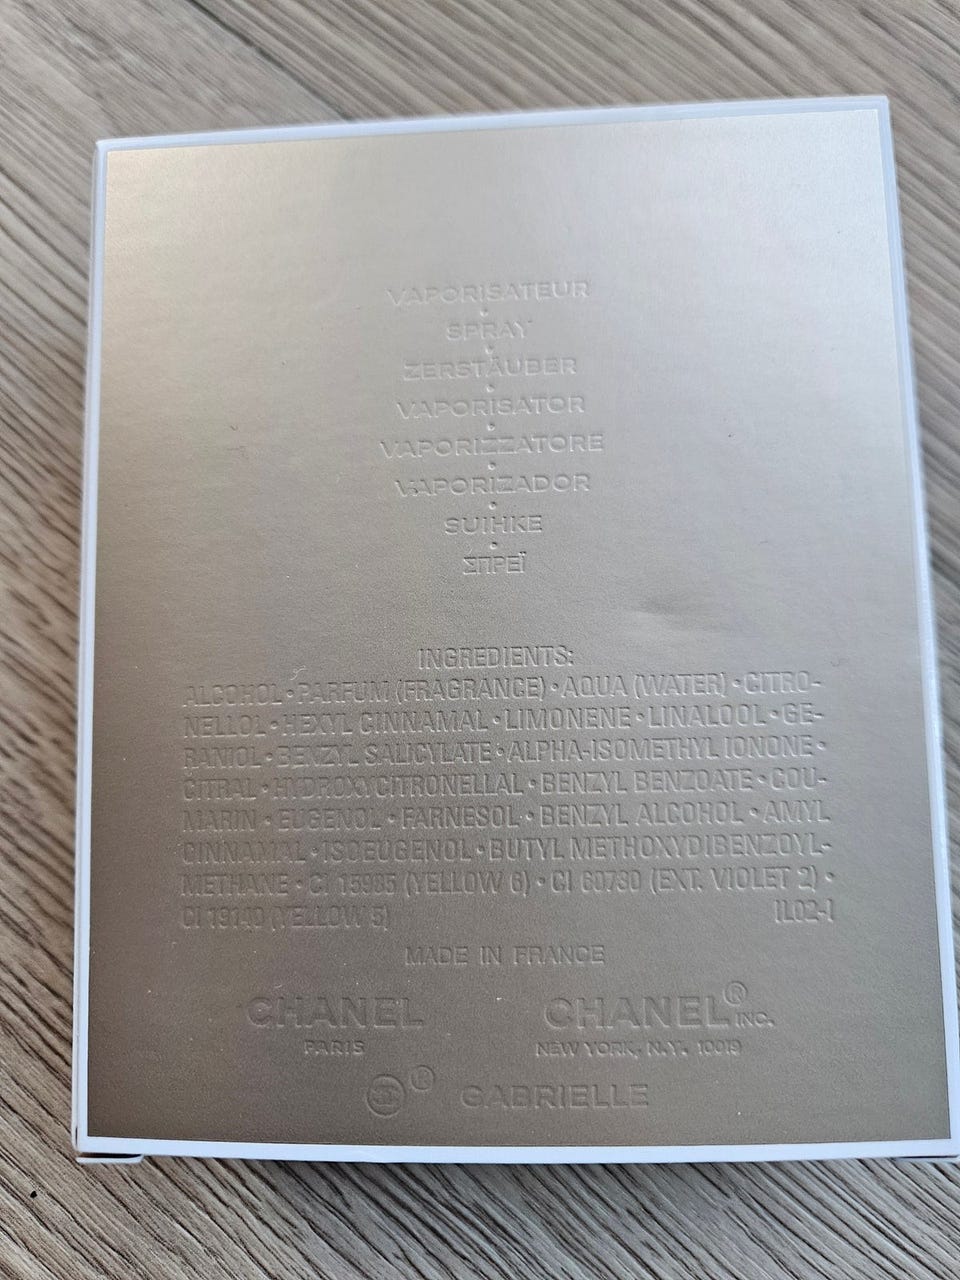 VAPORISATEUR
SPRAY
ZERSTÄUBER
VAPORISATOR
VAPORIZZATORE
VAPORIZADOR
SUIHKE
ΣΠΡΕΪ
INGREDIENTS:
ALCOHOL • PARFUM (FRAGRANCE) • AQUA (WATER) • CITRO-
NELLOL • HEXYL CINNAMAL • LIMONENE • LINALOOL • GE-
RANIOL • BENZYL SALICYLATE • ALPHA-ISOMETHYL IONONE •
CITRAL • HYDROXYCITRONELLAL • BENZYL BENZOATE • COU-
MARIN • EUGENOL • FARNESOL • BENZYL ALCOHOL • AMYL
CINNAMAL • ISOEUGENOL • BUTYL METHOXYDIBENZOYL-
METHANE • CI 15985 (YELLOW 6) • CI 60730 (EXT. VIOLET 2) •
CI 19140 (YELLOW 5) IL02-1
MADE IN FRANCE
CHANEL CHANEL® INC.
PARIS NEW YORK, N.Y. 10019
® GABRIELLE